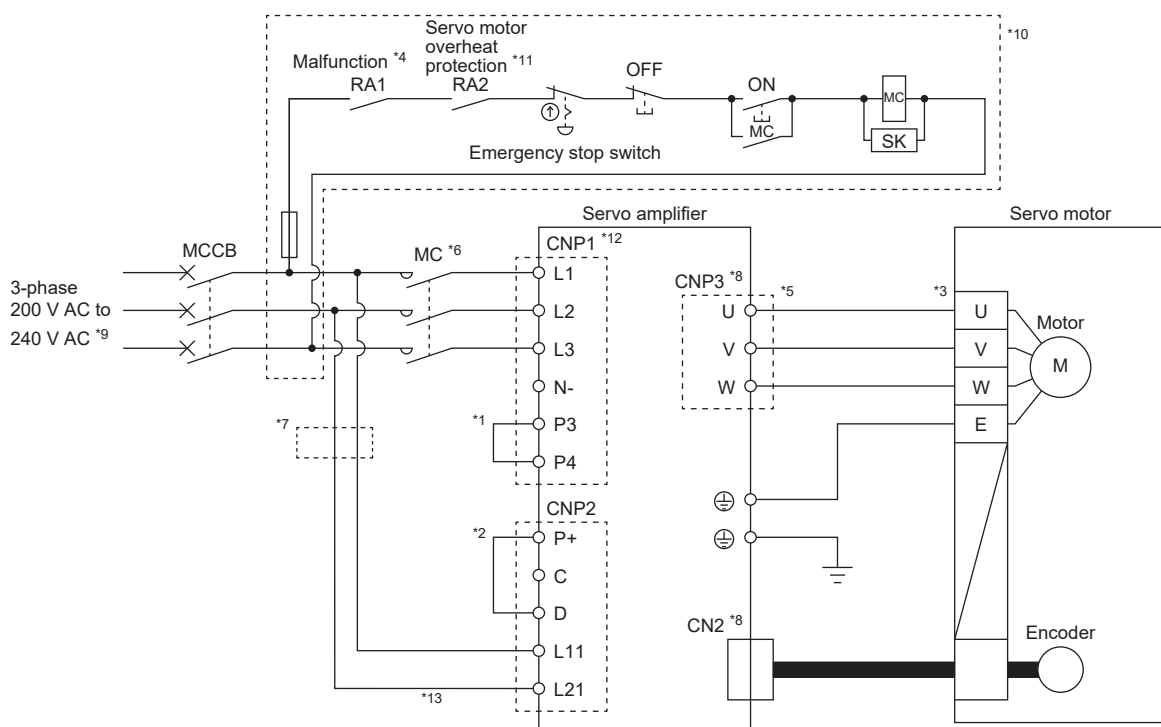 *10
Servo motor
overheat
protection *11
Malfunction *4
RA1
RA2
OFF
ON
MC
MC
SK
Emergency stop switch
Servo amplifier
Servo motor
MCCB
MC *6
CNP1 *12
3-phase
200 V AC to
240 V AC *9
L1
L2
L3
N-
*1
P3
P4
CNP3 *8
*5
*3
U
V
W
U
V
W
E
Motor
M
*7
CNP2
*2
P+
C
D
L11
L21
*13
CN2 *8
Encoder